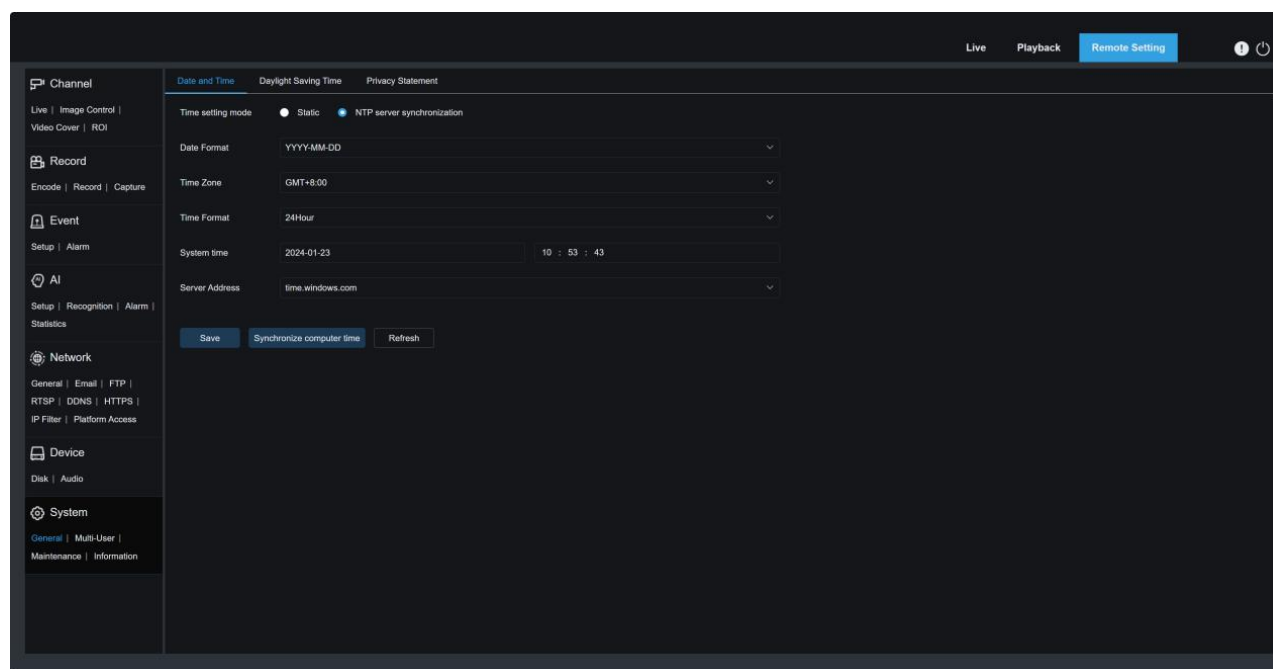 Live Playback Remote Setting
Channel
Live | Image Control |
Video Cover | ROI
Record
Encode | Record | Capture
Event
Setup | Alarm
AI
Setup | Recognition | Alarm |
Statistics
Network
General | Email | FTP |
RTSP | DDNS | HTTPS |
IP Filter | Platform Access
Device
Disk | Audio
System
General | Multi-User |
Maintenance | Information
Date and Time Daylight Saving Time Privacy Statement
Time setting mode Static NTP server synchronization
Date Format YYYY-MM-DD
Time Zone GMT+8:00
Time Format 24Hour
System time 2024-01-23 10 : 53 : 43
Server Address time.windows.com
Save Synchronize computer time Refresh